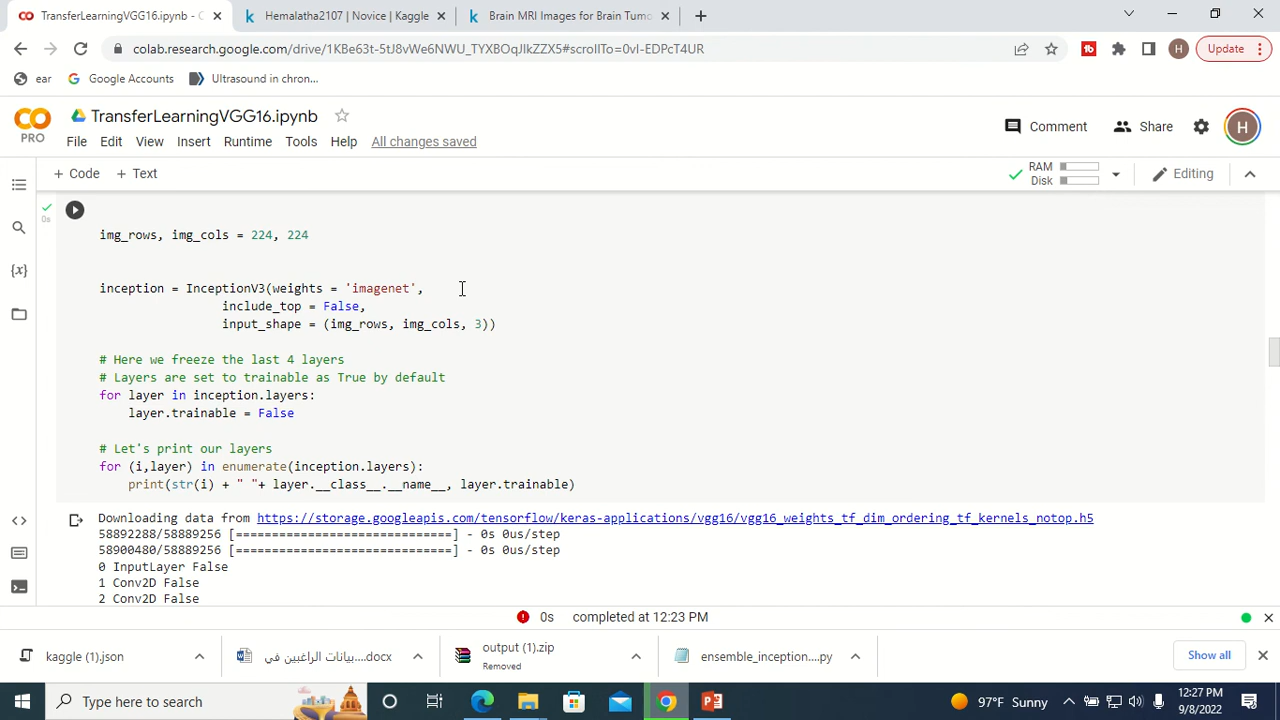 TransferLearningVGG16.ipynb - C
Hemalatha2107 | Novice | Kaggle
Brain MRI Images for Brain Tumo
colab.research.google.com/drive/1KBe63t-5tJ8vWe6NWU_TYXBOqJlkZZX5#scrollTo=0vI-EDPcT4UR
H
Update
ear
Google Accounts
Ultrasound in chron...
TransferLearningVGG16.ipynb
PRO
File Edit View Insert Runtime Tools Help All changes saved
Comment
Share
H
+ Code + Text
RAM
Disk
Editing
0s
img_rows, img_cols = 224, 224
inception = InceptionV3(weights = 'imagenet',
include_top = False,
input_shape = (img_rows, img_cols, 3))
# Here we freeze the last 4 layers
# Layers are set to trainable as True by default
for layer in inception.layers:
layer.trainable = False
# Let's print our layers
for (i,layer) in enumerate(inception.layers):
print(str(i) + " "+ layer.__class__.__name__, layer.trainable)
Downloading data from https://storage.googleapis.com/tensorflow/keras-applications/vgg16/vgg16_weights_tf_dim_ordering_tf_kernels_notop.h5
58892288/58889256 [==============================] - 0s 0us/step
58900480/58889256 [==============================] - 0s 0us/step
0 InputLayer False
1 Conv2D False
2 Conv2D False
0s completed at 12:23 PM
kaggle (1).json
بيانات الراغبين في....docx
output (1).zip
Removed
ensemble_inception....py
Show all
Type here to search
97°F Sunny
12:27 PM
9/8/2022